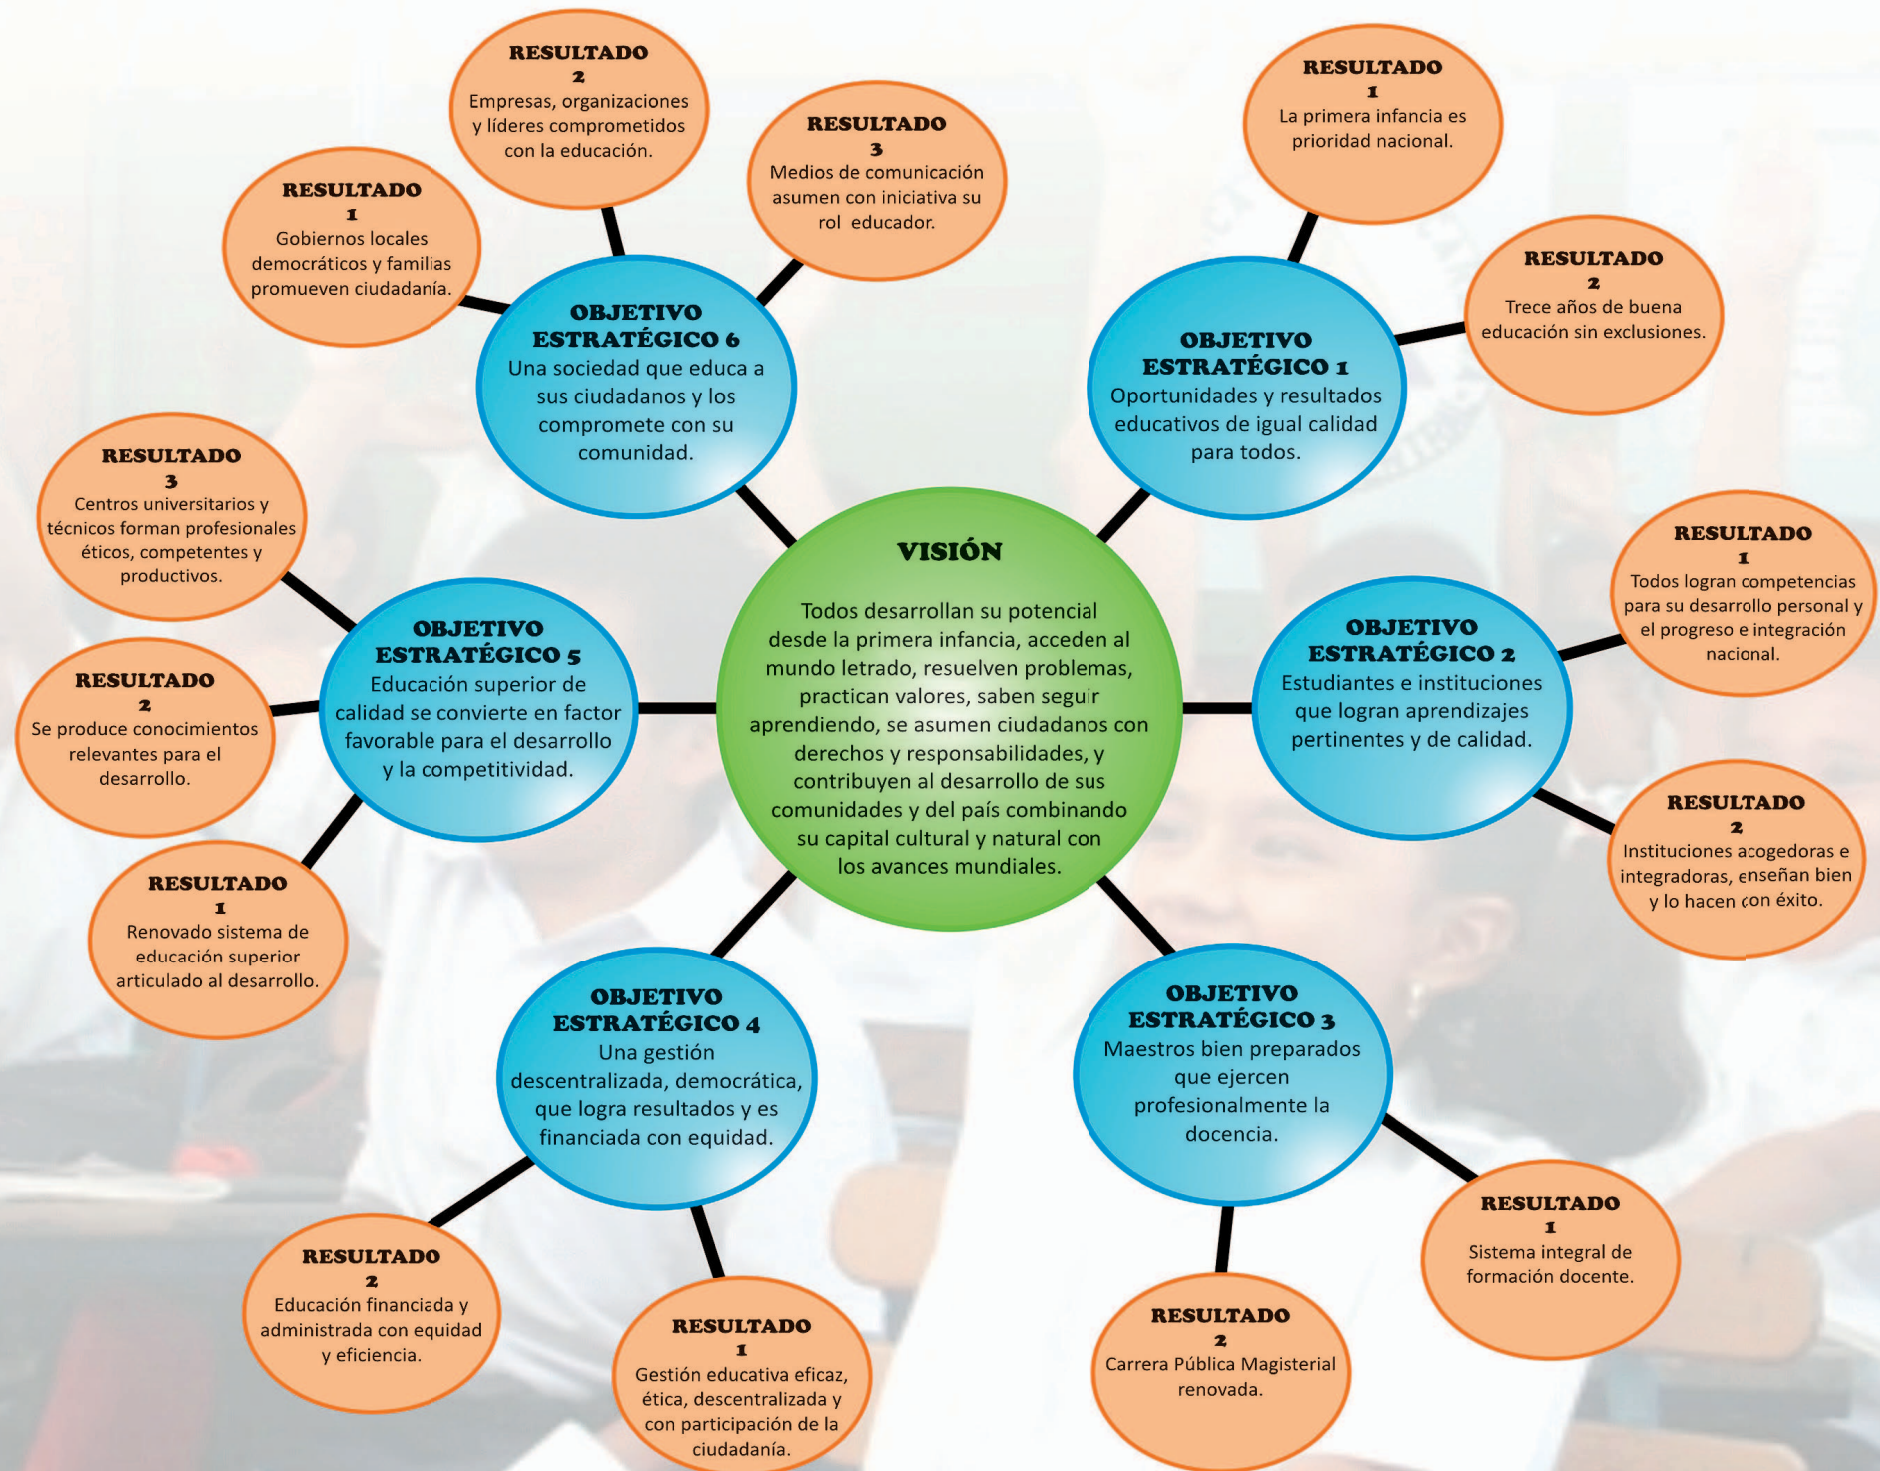 VISIÓN
Todos desarrollan su potencial
desde la primera infancia, acceden al
mundo letrado, resuelven problemas,
practican valores, saben seguir
aprendiendo, se asumen ciudadanos con
derechos y responsabilidades, y
contribuyen al desarrollo de sus
comunidades y del país combinando
su capital cultural y natural con
los avances mundiales.
OBJETIVO
ESTRATÉGICO 1
Oportunidades y resultados
educativos de igual calidad
para todos.
RESULTADO
1
La primera infancia es
prioridad nacional.
RESULTADO
2
Trece años de buena
educación sin exclusiones.
OBJETIVO
ESTRATÉGICO 2
Estudiantes e instituciones
que logran aprendizajes
pertinentes y de calidad.
RESULTADO
1
Todos logran competencias
para su desarrollo personal y
el progreso e integración
nacional.
RESULTADO
2
Instituciones acogedoras e
integradoras, enseñan bien
y lo hacen con éxito.
OBJETIVO
ESTRATÉGICO 3
Maestros bien preparados
que ejercen
profesionalmente la
docencia.
RESULTADO
1
Sistema integral de
formación docente.
RESULTADO
2
Carrera Pública Magisterial
renovada.
OBJETIVO
ESTRATÉGICO 4
Una gestión
descentralizada, democrática,
que logra resultados y es
financiada con equidad.
RESULTADO
1
Gestión educativa eficaz,
ética, descentralizada y
con participación de la
ciudadanía.
RESULTADO
2
Educación financiada y
administrada con equidad
y eficiencia.
OBJETIVO
ESTRATÉGICO 5
Educación superior de
calidad se convierte en factor
favorable para el desarrollo
y la competitividad.
RESULTADO
1
Renovado sistema de
educación superior
articulado al desarrollo.
RESULTADO
2
Se produce conocimientos
relevantes para el
desarrollo.
RESULTADO
3
Centros universitarios y
técnicos forman profesionales
éticos, competentes y
productivos.
OBJETIVO
ESTRATÉGICO 6
Una sociedad que educa a
sus ciudadanos y los
compromete con su
comunidad.
RESULTADO
1
Gobiernos locales
democráticos y familias
promueven ciudadanía.
RESULTADO
2
Empresas, organizaciones
y líderes comprometidos
con la educación.
RESULTADO
3
Medios de comunicación
asumen con iniciativa su
rol educador.